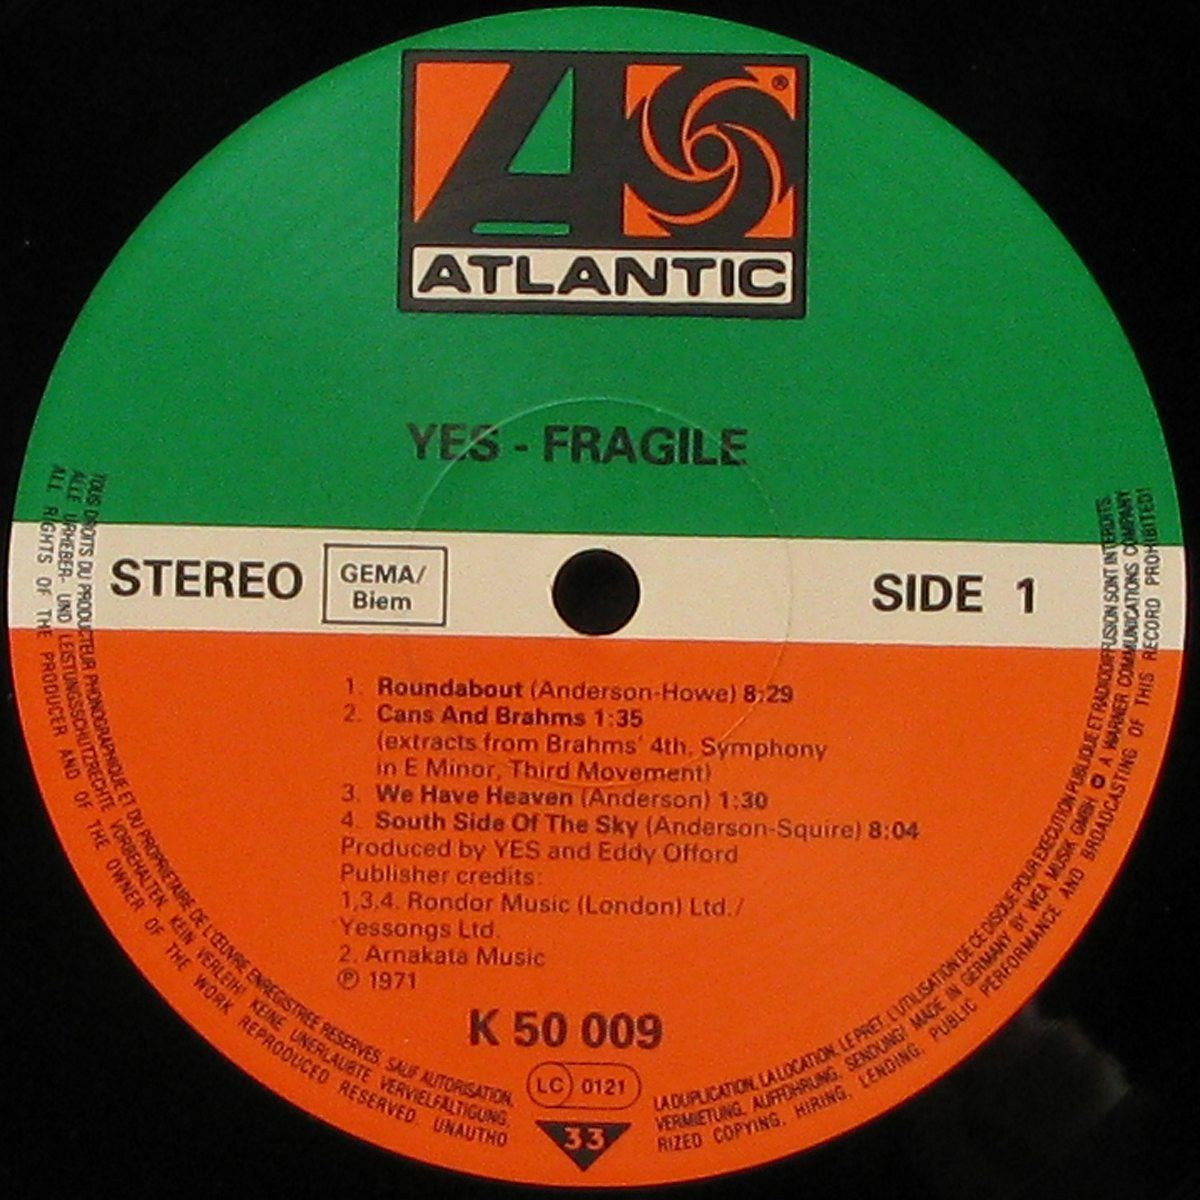 ®
ATLANTIC
YES - FRAGILE
STEREO
GEMA/
Biem
SIDE 1
1. Roundabout (Anderson-Howe) 8:29
2. Cans And Brahms 1:35
(extracts from Brahms' 4th. Symphony
in E Minor, Third Movement)
3. We Have Heaven (Anderson) 1:30
4. South Side Of The Sky (Anderson-Squire) 8:04
Produced by YES and Eddy Offord
Publisher credits:
1,3,4. Rondor Music (London) Ltd./
Yessongs Ltd.
2. Arnakata Music
℗ 1971
K 50 009
LC 0121
33
TOUS DROITS DU PRODUCTEUR PHONOGRAPHIQUE ET DU PROPRIETAIRE DE L'ŒUVRE ENREGISTREE RESERVES. SAUF AUTORISATION, LA DUPLICATION, LA LOCATION, LE PRET, L'UTILISATION DE CE DISQUE POUR EXECUTION PUBLIQUE ET RADIODIFFUSION SONT INTERDITS.
ALLE URHEBER- UND LEISTUNGSSCHUTZRECHTE VORBEHALTEN. KEIN VERLEIH! KEINE UNERLAUBTE VERVIELFÄLTIGUNG, VERMIETUNG, AUFFÜHRUNG, SENDUNG! MADE IN GERMANY BY WEA MUSIK GMBH. A WARNER COMMUNICATIONS COMPANY
ALL RIGHTS OF THE PRODUCER AND OF THE OWNER OF THE WORK REPRODUCED RESERVED. UNAUTHORIZED COPYING, HIRING, LENDING, PUBLIC PERFORMANCE AND BROADCASTING OF THIS RECORD PROHIBITED!